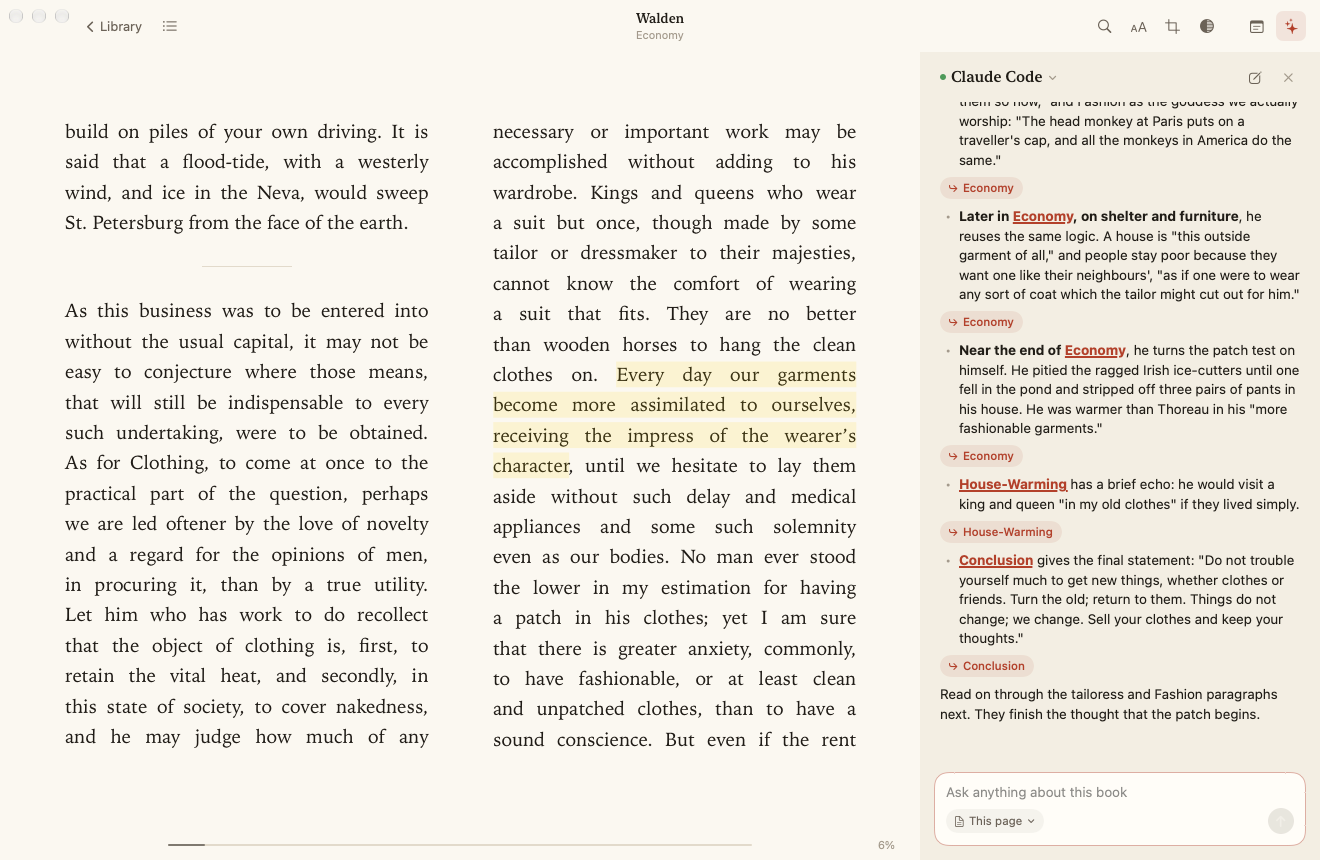 Library
Walden
Economy
AA
build on piles of your own driving. It is
said that a flood-tide, with a westerly
wind, and ice in the Neva, would sweep
St. Petersburg from the face of the earth.
As this business was to be entered into
without the usual capital, it may not be
easy to conjecture where those means,
that will still be indispensable to every
such undertaking, were to be obtained.
As for Clothing, to come at once to the
practical part of the question, perhaps
we are led oftener by the love of novelty
and a regard for the opinions of men,
in procuring it, than by a true utility.
Let him who has work to do recollect
that the object of clothing is, first, to
retain the vital heat, and secondly, in
this state of society, to cover nakedness,
and he may judge how much of any
necessary or important work may be
accomplished without adding to his
wardrobe. Kings and queens who wear
a suit but once, though made by some
tailor or dressmaker to their majesties,
cannot know the comfort of wearing
a suit that fits. They are no better
than wooden horses to hang the clean
clothes on. Every day our garments
become more assimilated to ourselves,
receiving the impress of the wearer’s
character, until we hesitate to lay them
aside without such delay and medical
appliances and some such solemnity
even as our bodies. No man ever stood
the lower in my estimation for having
a patch in his clothes; yet I am sure
that there is greater anxiety, commonly,
to have fashionable, or at least clean
and unpatched clothes, than to have a
sound conscience. But even if the rent
6%
Claude Code
them so now," and Fashion as the goddess we actually
worship: "The head monkey at Paris puts on a
traveller's cap, and all the monkeys in America do the
same."
↪ Economy
• Later in Economy, on shelter and furniture, he
reuses the same logic. A house is "this outside
garment of all," and people stay poor because they
want one like their neighbours', "as if one were to wear
any sort of coat which the tailor might cut out for him."
↪ Economy
• Near the end of Economy, he turns the patch test on
himself. He pitied the ragged Irish ice-cutters until one
fell in the pond and stripped off three pairs of pants in
his house. He was warmer than Thoreau in his "more
fashionable garments."
↪ Economy
• House-Warming has a brief echo: he would visit a
king and queen "in my old clothes" if they lived simply.
↪ House-Warming
• Conclusion gives the final statement: "Do not trouble
yourself much to get new things, whether clothes or
friends. Turn the old; return to them. Things do not
change; we change. Sell your clothes and keep your
thoughts."
↪ Conclusion
Read on through the tailoress and Fashion paragraphs
next. They finish the thought that the patch begins.
Ask anything about this book
This page